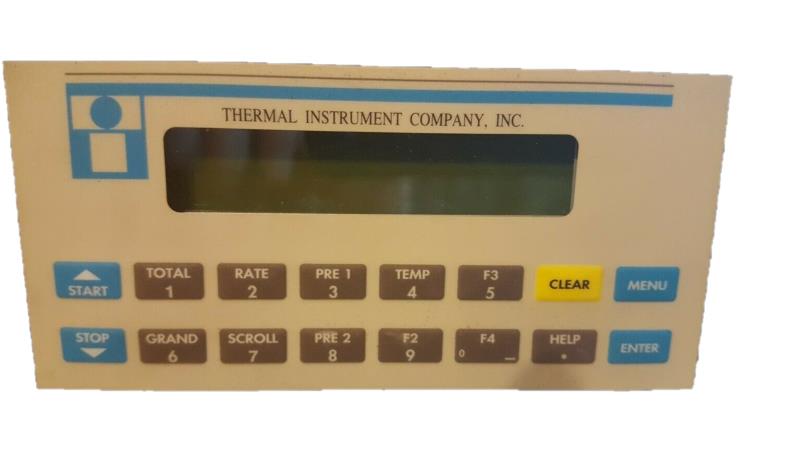 THERMAL INSTRUMENT COMPANY, INC.
START
TOTAL 1
RATE 2
PRE 1 3
TEMP 4
F3 5
CLEAR
MENU
STOP
GRAND 6
SCROLL 7
PRE 2 8
F2 9
F4 0 —
HELP .
ENTER